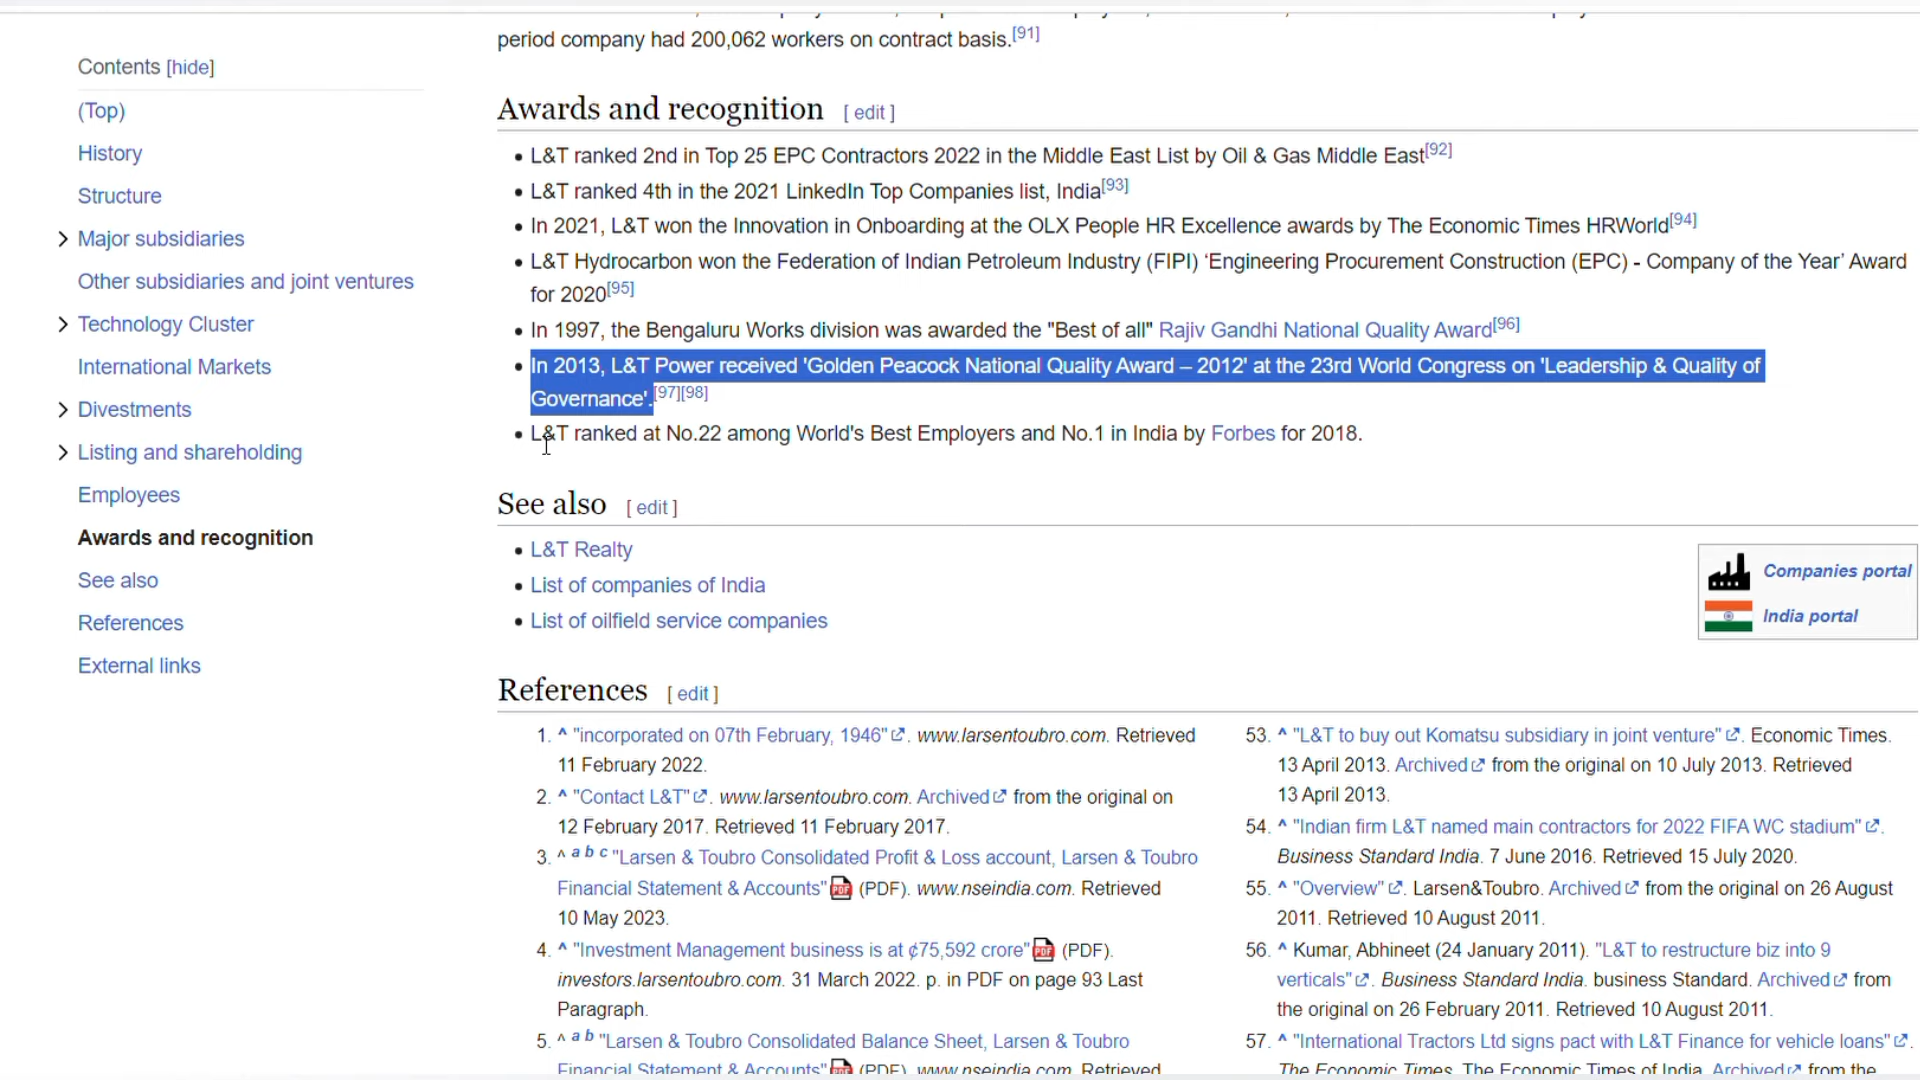 period company had 200,062 workers on contract basis.[91]
Contents [hide]
(Top)
History
Structure
Major subsidiaries
Other subsidiaries and joint ventures
Technology Cluster
International Markets
Divestments
Listing and shareholding
Employees
Awards and recognition
See also
References
External links
Awards and recognition [ edit ]
• L&T ranked 2nd in Top 25 EPC Contractors 2022 in the Middle East List by Oil & Gas Middle East[92]
• L&T ranked 4th in the 2021 LinkedIn Top Companies list, India[93]
• In 2021, L&T won the Innovation in Onboarding at the OLX People HR Excellence awards by The Economic Times HRWorld[94]
• L&T Hydrocarbon won the Federation of Indian Petroleum Industry (FIPI) ‘Engineering Procurement Construction (EPC) - Company of the Year’ Award
for 2020[95]
• In 1997, the Bengaluru Works division was awarded the "Best of all" Rajiv Gandhi National Quality Award[96]
• In 2013, L&T Power received 'Golden Peacock National Quality Award – 2012' at the 23rd World Congress on 'Leadership & Quality of
Governance'.[97][98]
• L&T ranked at No.22 among World's Best Employers and No.1 in India by Forbes for 2018.
See also [ edit ]
• L&T Realty
• List of companies of India
• List of oilfield service companies
Companies portal
India portal
References [ edit ]
1. ^ "incorporated on 07th February, 1946". www.larsentoubro.com. Retrieved
11 February 2022.
2. ^ "Contact L&T". www.larsentoubro.com. Archived from the original on
12 February 2017. Retrieved 11 February 2017.
3. ^ a b c "Larsen & Toubro Consolidated Profit & Loss account, Larsen & Toubro
Financial Statement & Accounts" (PDF). www.nseindia.com. Retrieved
10 May 2023.
4. ^ "Investment Management business is at ¢75,592 crore" (PDF).
investors.larsentoubro.com. 31 March 2022. p. in PDF on page 93 Last
Paragraph.
5. ^ a b "Larsen & Toubro Consolidated Balance Sheet, Larsen & Toubro
Financial Statement & Accounts" (PDF). www.nseindia.com. Retrieved
53. ^ "L&T to buy out Komatsu subsidiary in joint venture". Economic Times.
13 April 2013. Archived from the original on 10 July 2013. Retrieved
13 April 2013.
54. ^ "Indian firm L&T named main contractors for 2022 FIFA WC stadium".
Business Standard India. 7 June 2016. Retrieved 15 July 2020.
55. ^ "Overview". Larsen&Toubro. Archived from the original on 26 August
2011. Retrieved 10 August 2011.
56. ^ Kumar, Abhineet (24 January 2011). "L&T to restructure biz into 9
verticals". Business Standard India. business Standard. Archived from
the original on 26 February 2011. Retrieved 10 August 2011.
57. ^ "International Tractors Ltd signs pact with L&T Finance for vehicle loans".
The Economic Times. The Economic Times of India. Archived from the